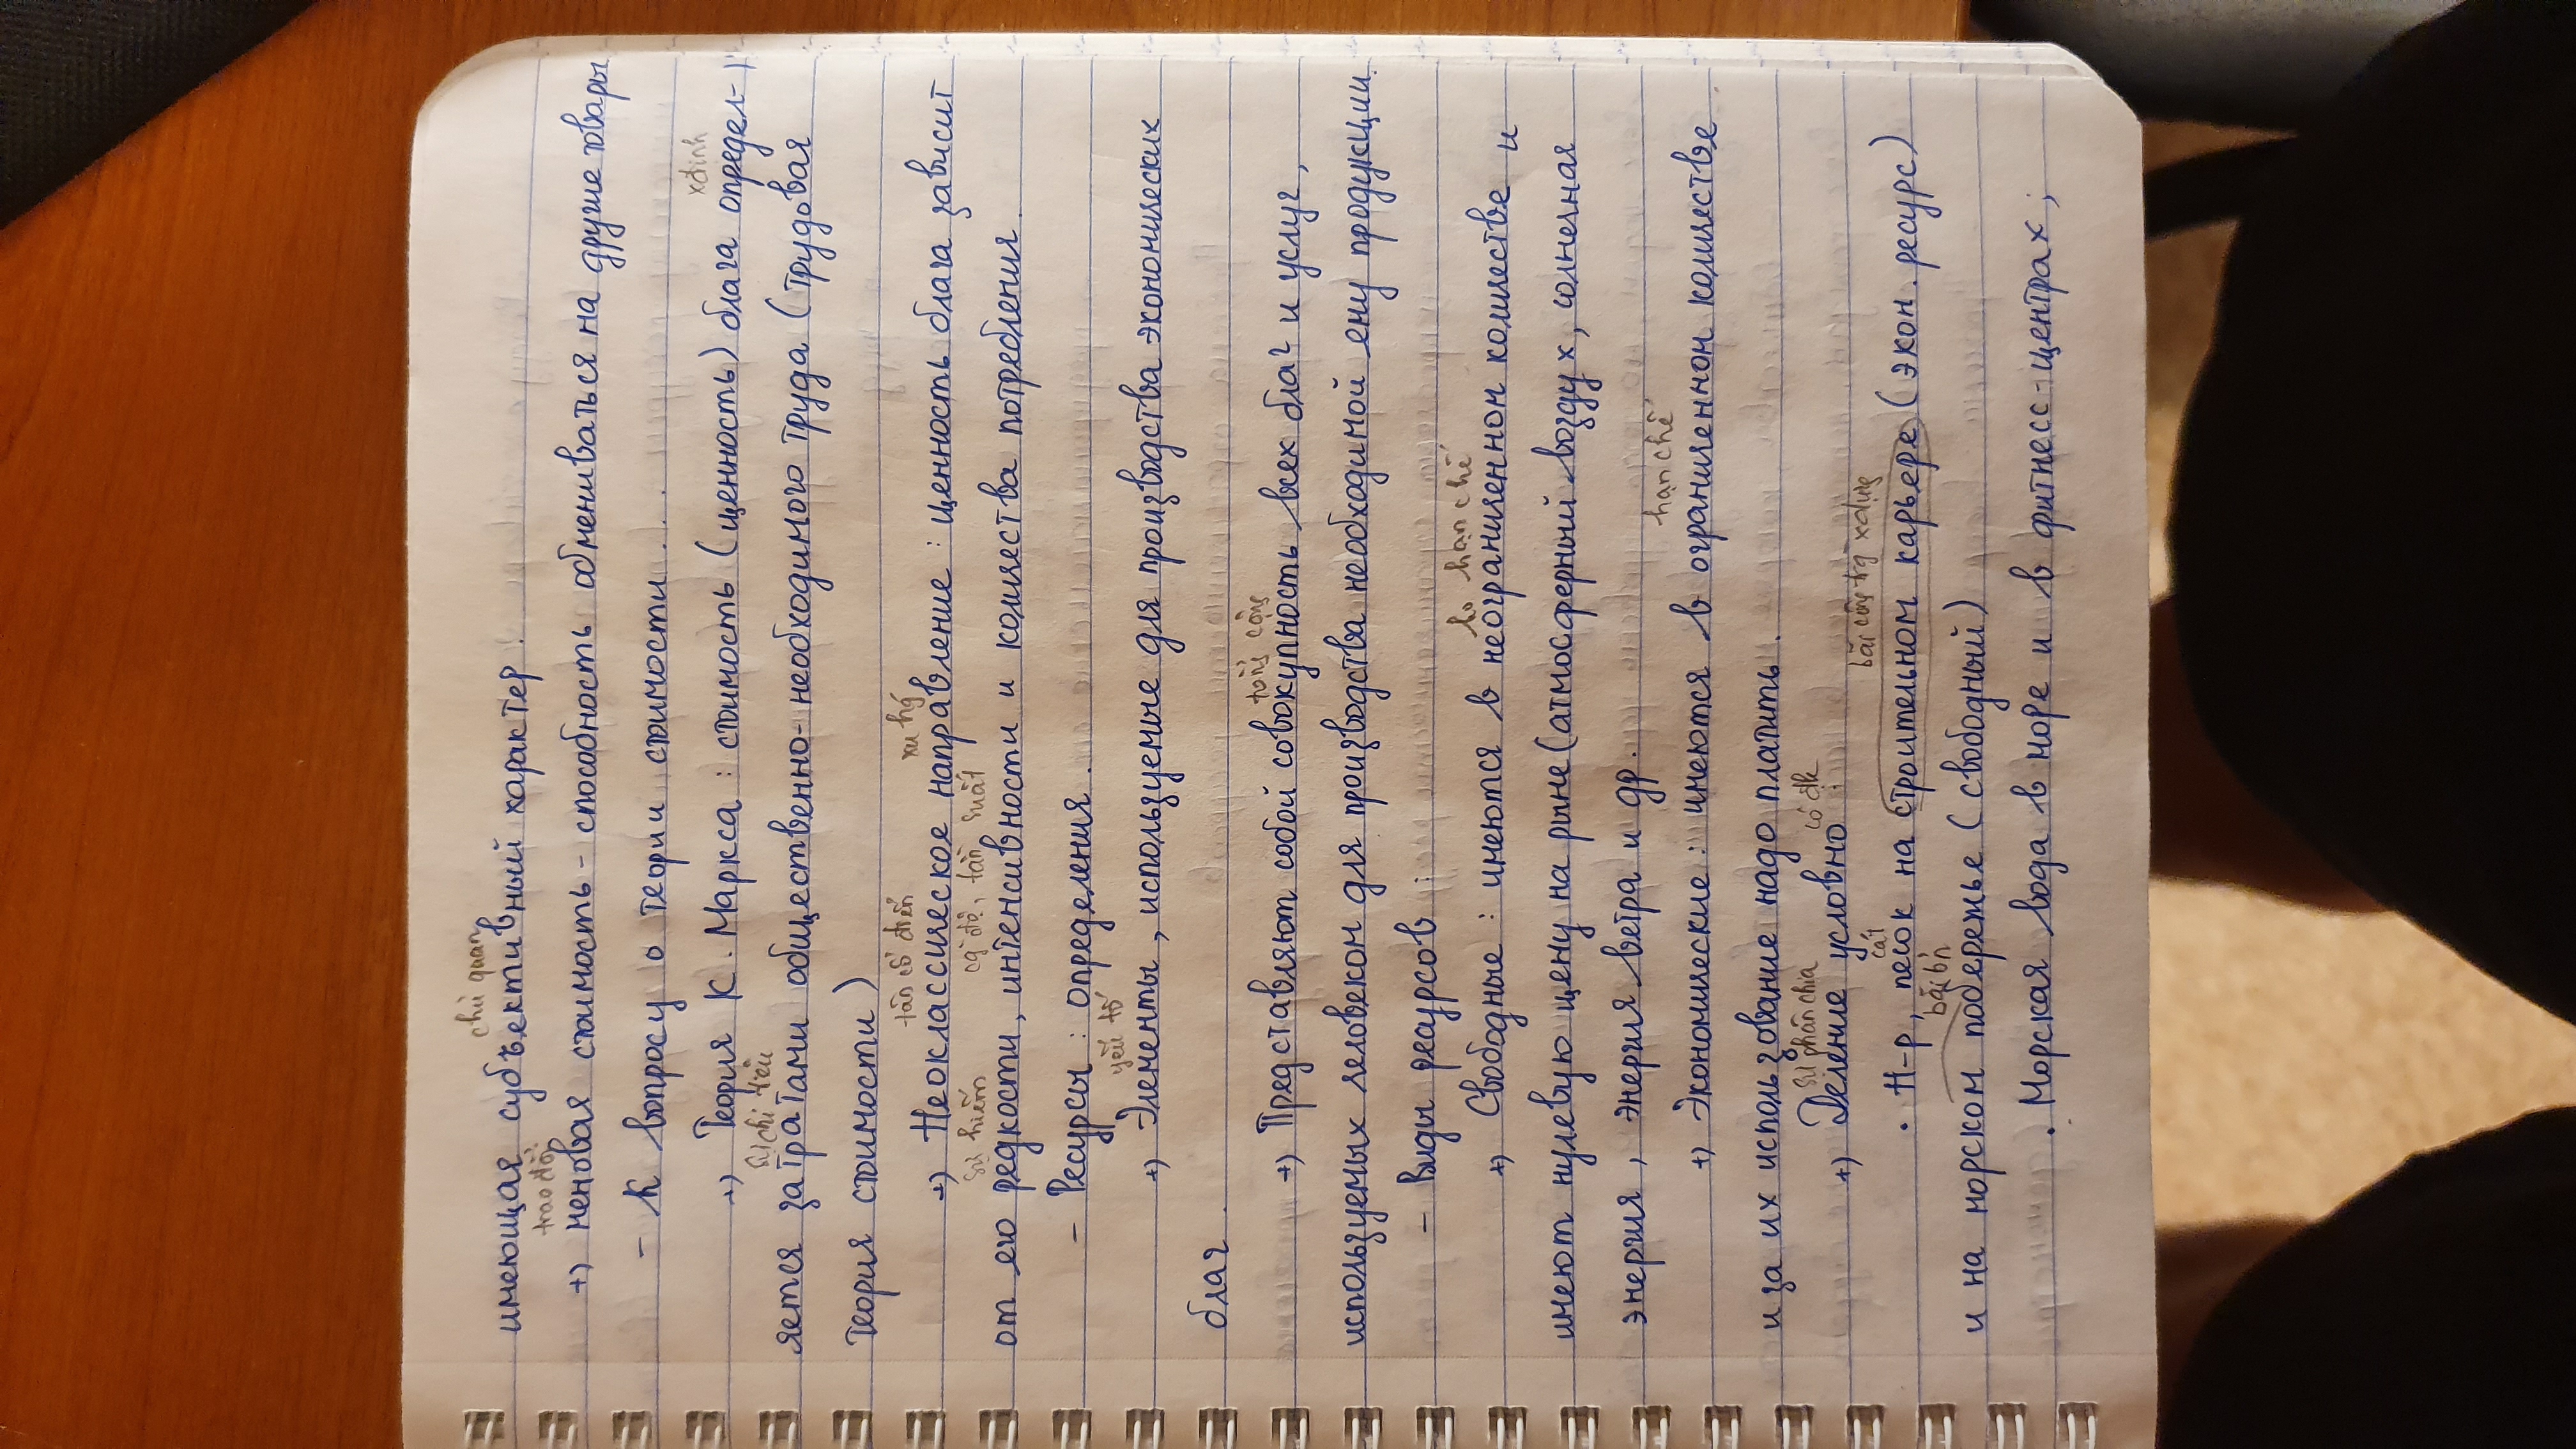 chủ quan
имеющая субъективный характер.
trao đổi
+) меновая стоимость - способность обмениваться на другие товары
- К вопросу о теории стоимости...
xđịnh
+) Теория К. Маркса : стоимость (ценность) блага определ-
sự chi tiêu
яется затратами общественно-необходимого труда (трудовая
теория стоимости)
tân cổ điển xu hg
+) Неоклассическое направление : ценность блага зависит
sự hiếm cg độ, tần suất
от его редкости, интенсивности и количества потребления.
- Ресурсы : определения.
yếu tố
+) Элементы, используемые для производства экономических
благ.
tổng cộng
+) Представляют собой совокупность всех благ и услуг,
используемых человеком для производства необходимой ему продукции.
- Виды ресурсов :
ko hạn chế
+) Свободные : имеются в неограниченном количестве и
имеют нулевую цену на рыне (атмосферный воздух, солнечная
энергия, энергия ветра и др.
hạn chế
+) Экономические : имеются в ограниченном количестве
и за их использование надо платить.
sự phân chia có đk
+) Деление условно :
cát bãi công trg xdựng
. Н-р, песок на строительном карьере (экон. ресурс)
bãi bỉ
и на морском побережье (свободный)
. Морская вода в море и в фитнесс-центрах;